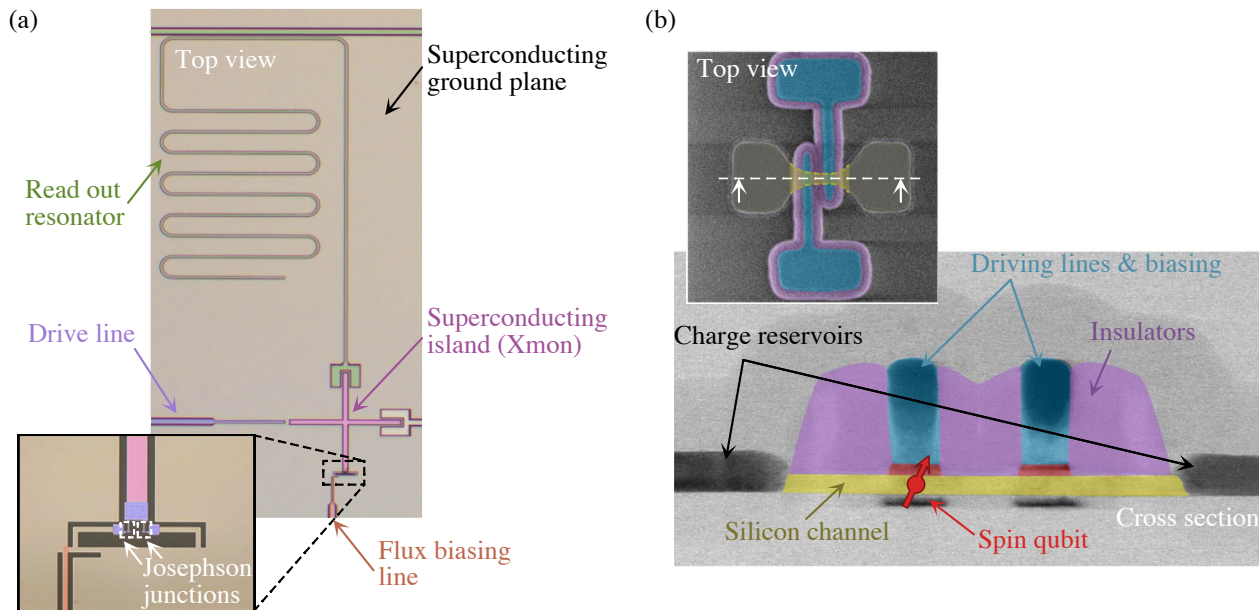 (a)
Top view
Superconducting
ground plane
Read out
resonator
Drive line
Superconducting
island (Xmon)
Josephson
junctions
Flux biasing
line
(b)
Top view
Driving lines & biasing
Charge reservoirs
Insulators
Silicon channel
Spin qubit
Cross section